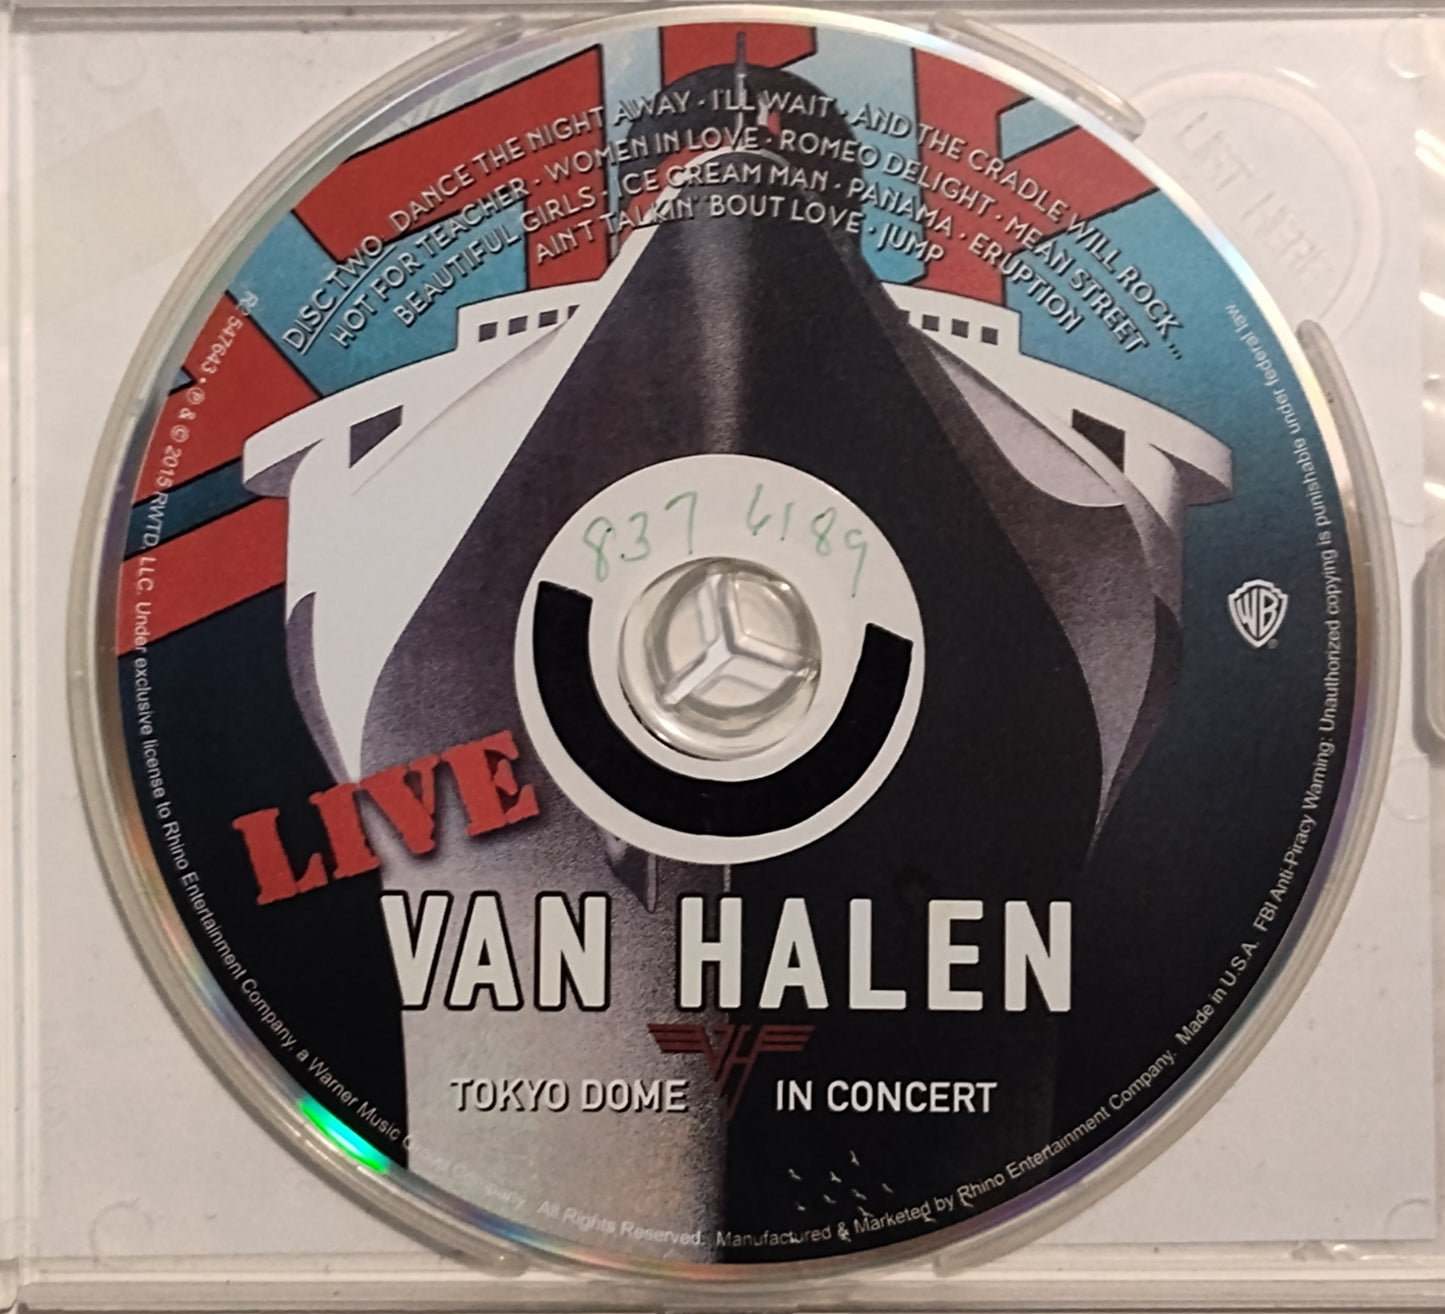 DISC TWO DANCE THE NIGHT AWAY · I'LL WAIT · AND THE CRADLE WILL ROCK...
HOT FOR TEACHER · WOMEN IN LOVE · ROMEO DELIGHT · MEAN STREET
BEAUTIFUL GIRLS · ICE CREAM MAN · PANAMA · ERUPTION
AIN'T TALKIN' 'BOUT LOVE · JUMP
837 6189
WB
LIVE
VAN HALEN
VH
TOKYO DOME IN CONCERT
R2 547643 · ℗ & © 2015 RWTD, LLC. Under exclusive license to Rhino Entertainment Company, a Warner Music Group Company. All Rights Reserved. Manufactured & Marketed by Rhino Entertainment Company. Made in U.S.A. FBI Anti-Piracy Warning: Unauthorized copying is punishable under federal law.